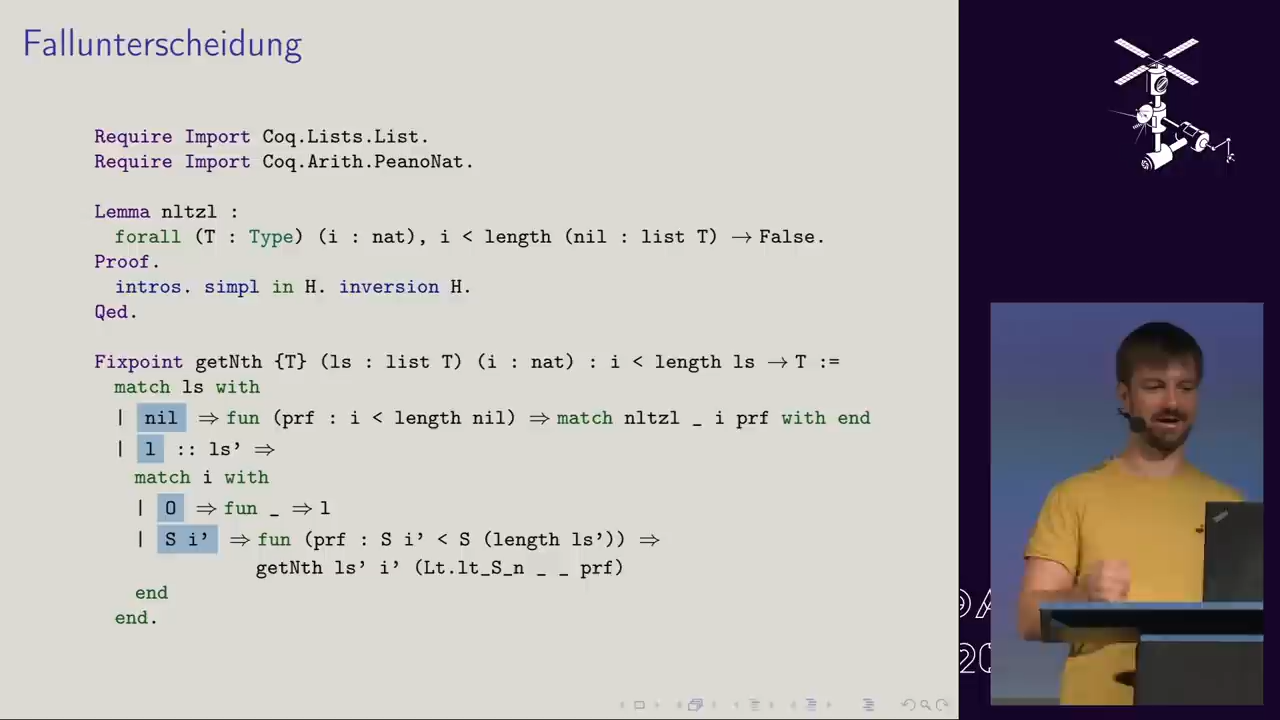 Fallunterscheidung
Require Import Coq.Lists.List.
Require Import Coq.Arith.PeanoNat.
Lemma nltzl :
forall (T : Type) (i : nat), i < length (nil : list T) → False.
Proof.
intros. simpl in H. inversion H.
Qed.
Fixpoint getNth {T} (ls : list T) (i : nat) : i < length ls → T :=
match ls with
| nil ⇒ fun (prf : i < length nil) ⇒ match nltzl _ i prf with end
| l :: ls’ ⇒
match i with
| O ⇒ fun _ ⇒ l
| S i’ ⇒ fun (prf : S i’ < S (length ls’)) ⇒
getNth ls’ i’ (Lt.lt_S_n _ _ prf)
end
end.